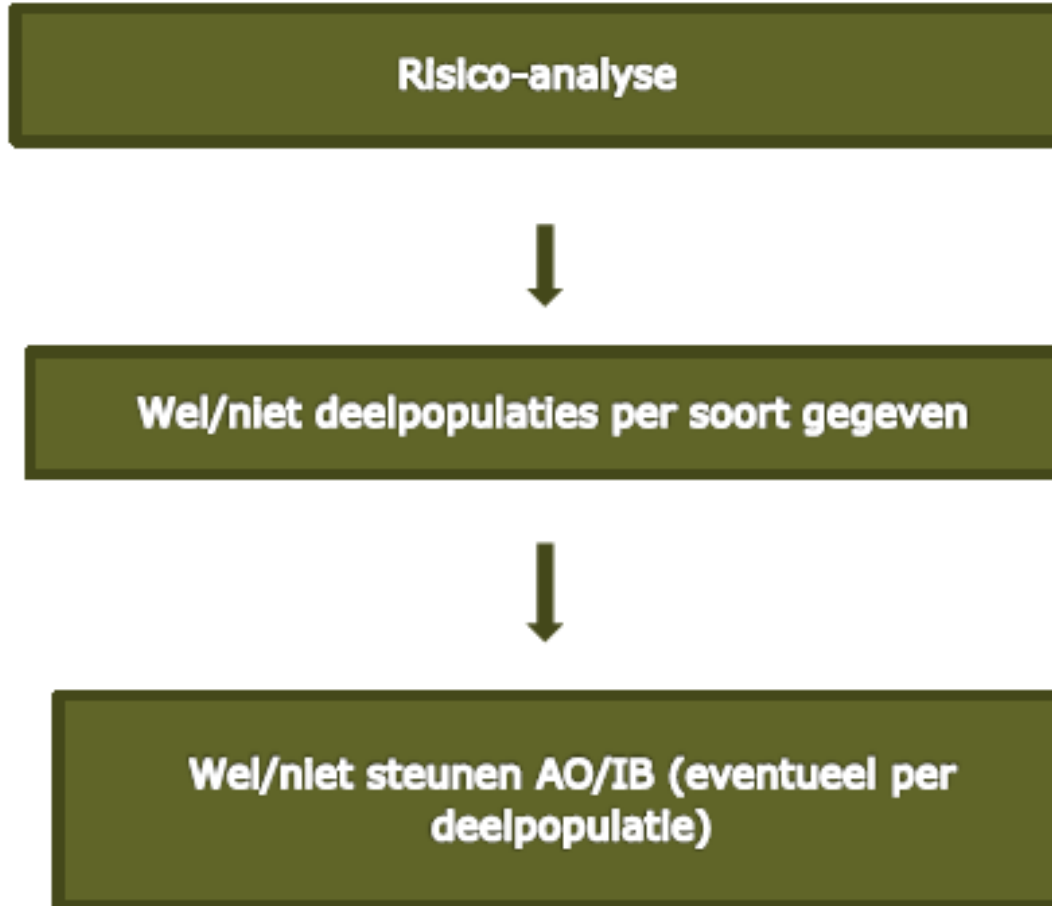 Risico-analyse
Wel/niet deelpopulaties per soort gegeven
Wel/niet steunen AO/IB (eventueel per
deelpopulatie)